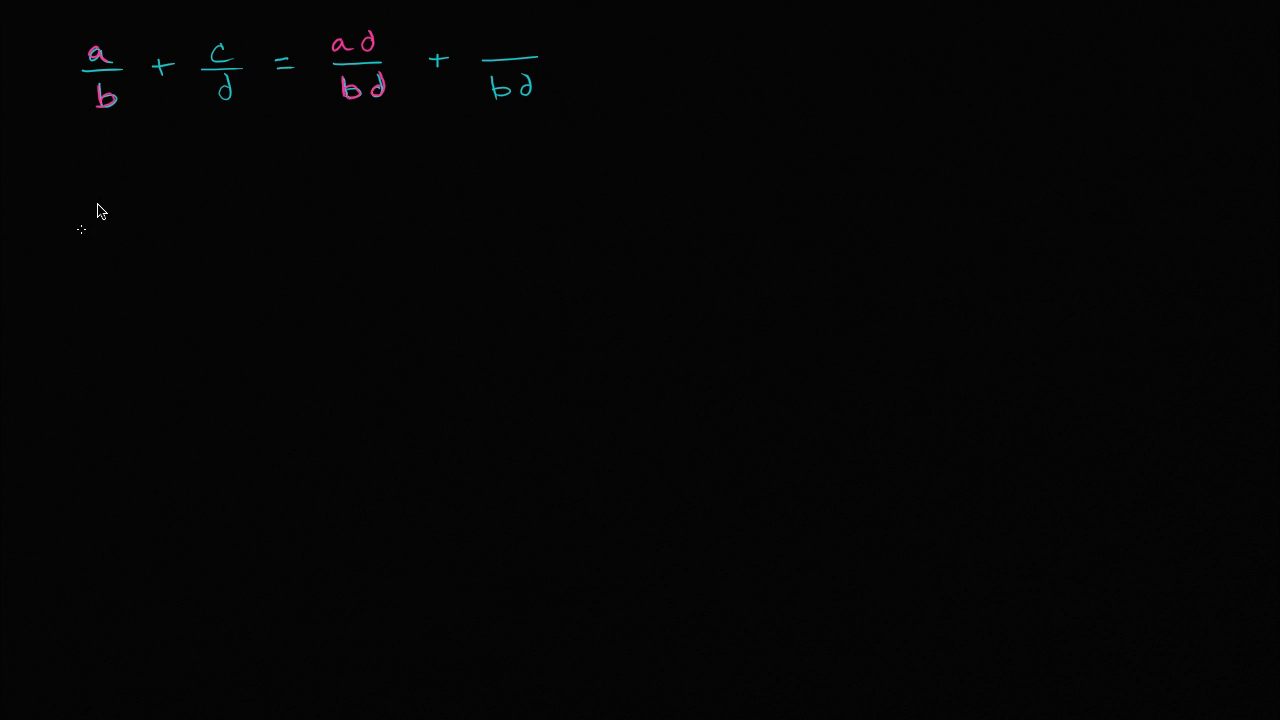 a/b + c/d = ad/bd + /bd